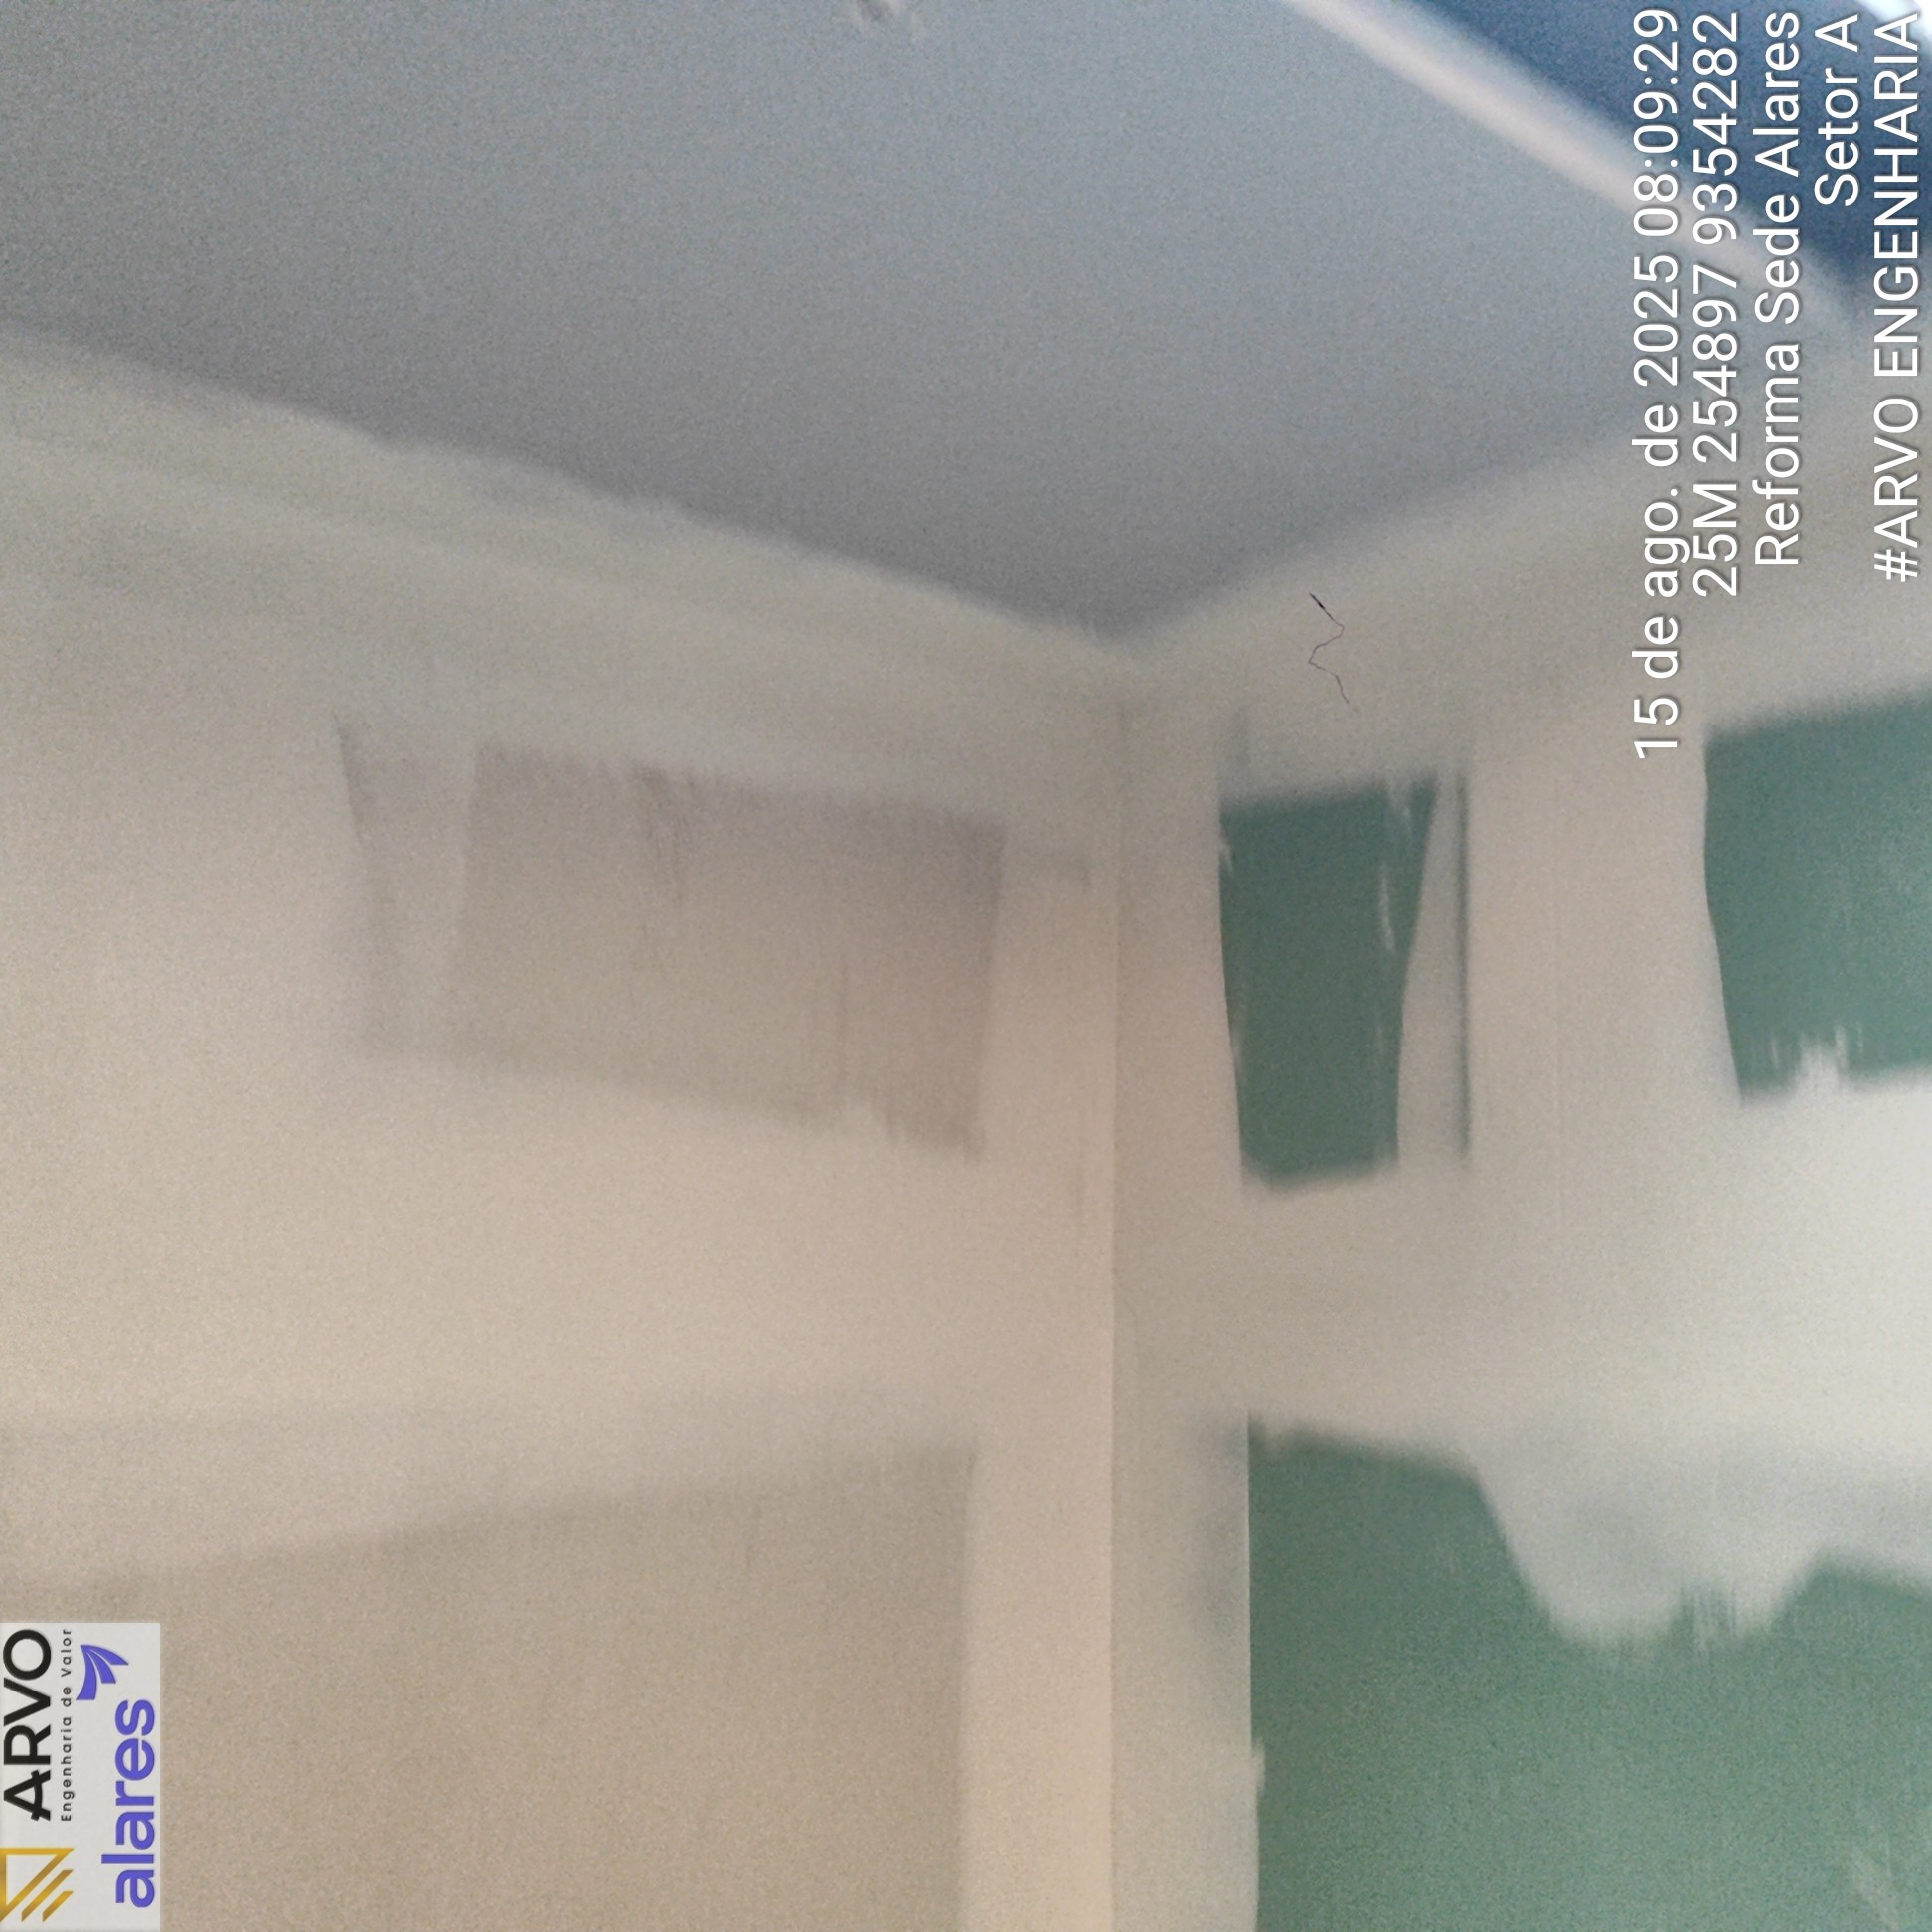 ARVO
Engenharia de Valor
alares
15 de ago. de 2025 08:09:29
25M 254897 9354282
Reforma Sede Alares
Setor A
#ARVO ENGENHARIA